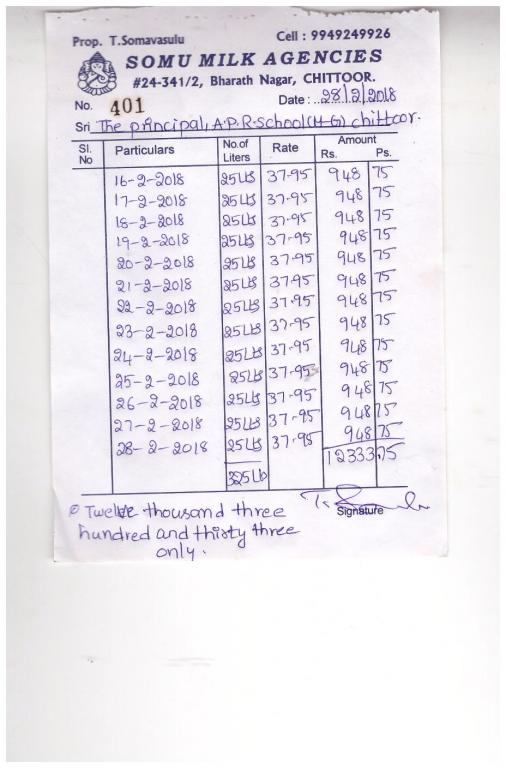 Prop. T.Somavasulu Cell : 9949249926
SOMU MILK AGENCIES
#24-341/2, Bharath Nagar, CHITTOOR.
No. 401 Date : 28/2/2018
Sri The principal, A.P.R.School(H-G) chittoor.
Sl. No Particulars No.of Liters Rate Amount Rs. Ps.
16-2-2018 25Lts 37-95 948 75
17-2-2018 25Lts 37-95 948 75
18-2-2018 25Lts 37-95 948 75
19-2-2018 25Lts 37-95 948 75
20-2-2018 25Lts 37-95 948 75
21-2-2018 25Lts 37-95 948 75
22-2-2018 25Lts 37-95 948 75
23-2-2018 25Lts 37-95 948 75
24-2-2018 25Lts 37-95 948 75
25-2-2018 25Lts 37-95 948 75
26-2-2018 25Lts 37-95 948 75
27-2-2018 25Lts 37-95 948 75
28-2-2018 25Lts 37-95 948 75
12333.75
325Lts
Twelve thousand three
hundred and thirty three
only.
Signature